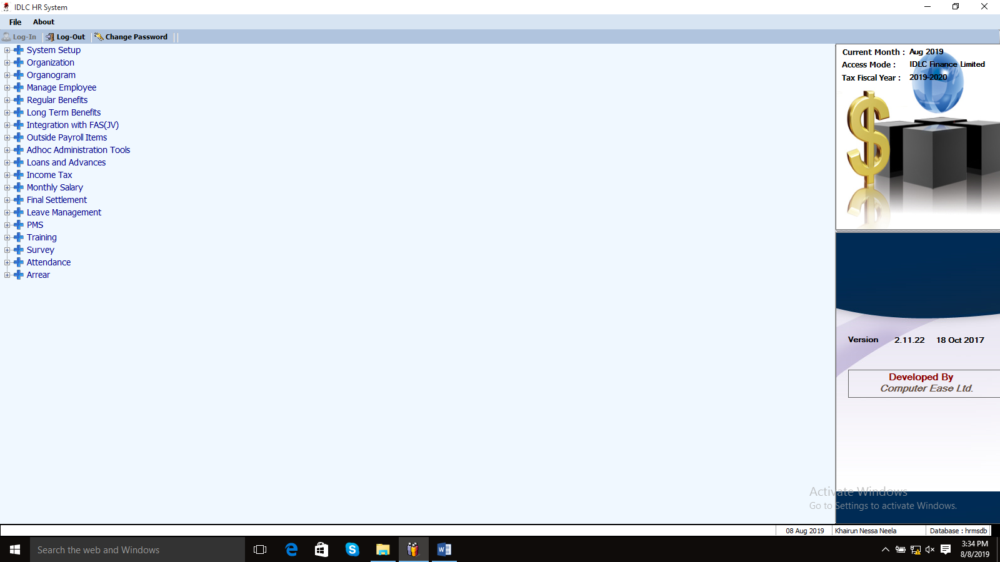 IDLC HR System
File About
Log-In Log-Out Change Password
System Setup
Organization
Organogram
Manage Employee
Regular Benefits
Long Term Benefits
Integration with FAS(JV)
Outside Payroll Items
Adhoc Administration Tools
Loans and Advances
Income Tax
Monthly Salary
Final Settlement
Leave Management
PMS
Training
Survey
Attendance
Arrear
Current Month : Aug 2019
Access Mode : IDLC Finance Limited
Tax Fiscal Year : 2019-2020
Version 2.11.22 18 Oct 2017
Developed By
Computer Ease Ltd.
Activate Windows
Go to Settings to activate Windows.
08 Aug 2019 Khairun Nessa Neela Database : hrmsdb
Search the web and Windows
3:34 PM
8/8/2019